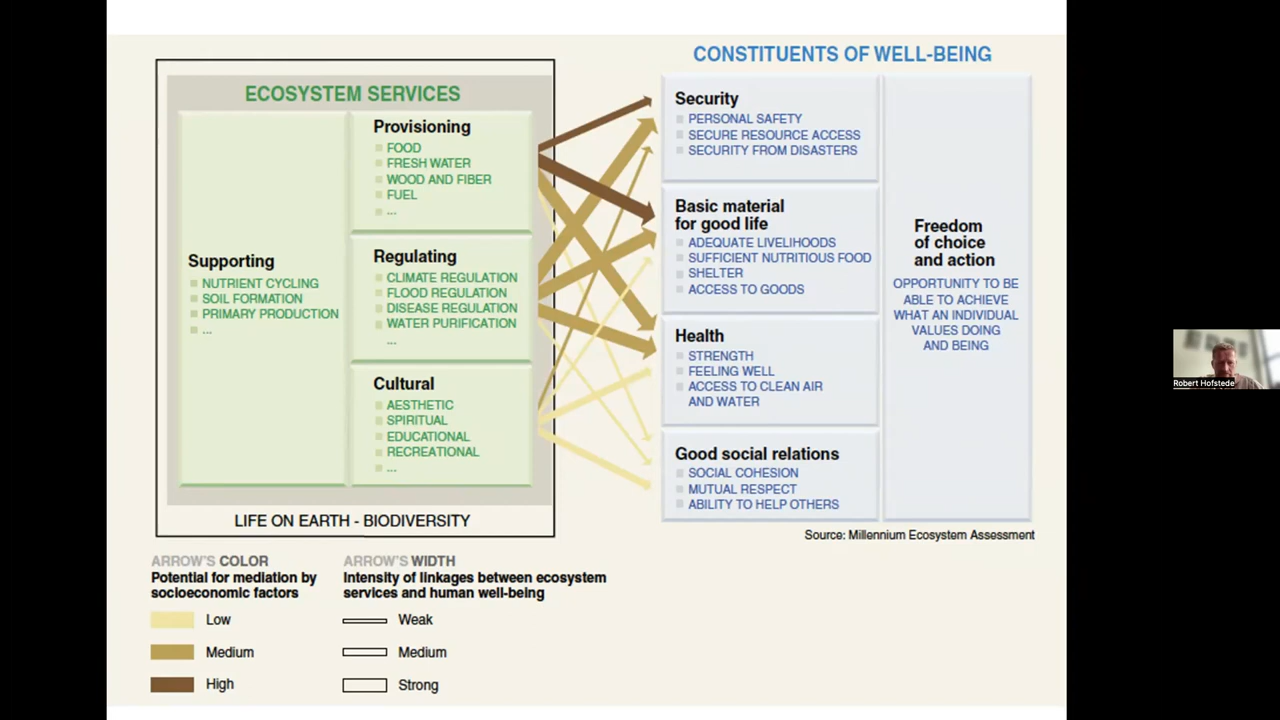 CONSTITUENTS OF WELL-BEING
ECOSYSTEM SERVICES
Supporting
NUTRIENT CYCLING
SOIL FORMATION
PRIMARY PRODUCTION
...
Provisioning
FOOD
FRESH WATER
WOOD AND FIBER
FUEL
...
Regulating
CLIMATE REGULATION
FLOOD REGULATION
DISEASE REGULATION
WATER PURIFICATION
...
Cultural
AESTHETIC
SPIRITUAL
EDUCATIONAL
RECREATIONAL
...
LIFE ON EARTH - BIODIVERSITY
Security
PERSONAL SAFETY
SECURE RESOURCE ACCESS
SECURITY FROM DISASTERS
Basic material
for good life
ADEQUATE LIVELIHOODS
SUFFICIENT NUTRITIOUS FOOD
SHELTER
ACCESS TO GOODS
Health
STRENGTH
FEELING WELL
ACCESS TO CLEAN AIR
AND WATER
Good social relations
SOCIAL COHESION
MUTUAL RESPECT
ABILITY TO HELP OTHERS
Freedom
of choice
and action
OPPORTUNITY TO BE
ABLE TO ACHIEVE
WHAT AN INDIVIDUAL
VALUES DOING
AND BEING
Source: Millennium Ecosystem Assessment
ARROW'S COLOR
Potential for mediation by
socioeconomic factors
Low
Medium
High
ARROW'S WIDTH
Intensity of linkages between ecosystem
services and human well-being
Weak
Medium
Strong
Robert Hofstede